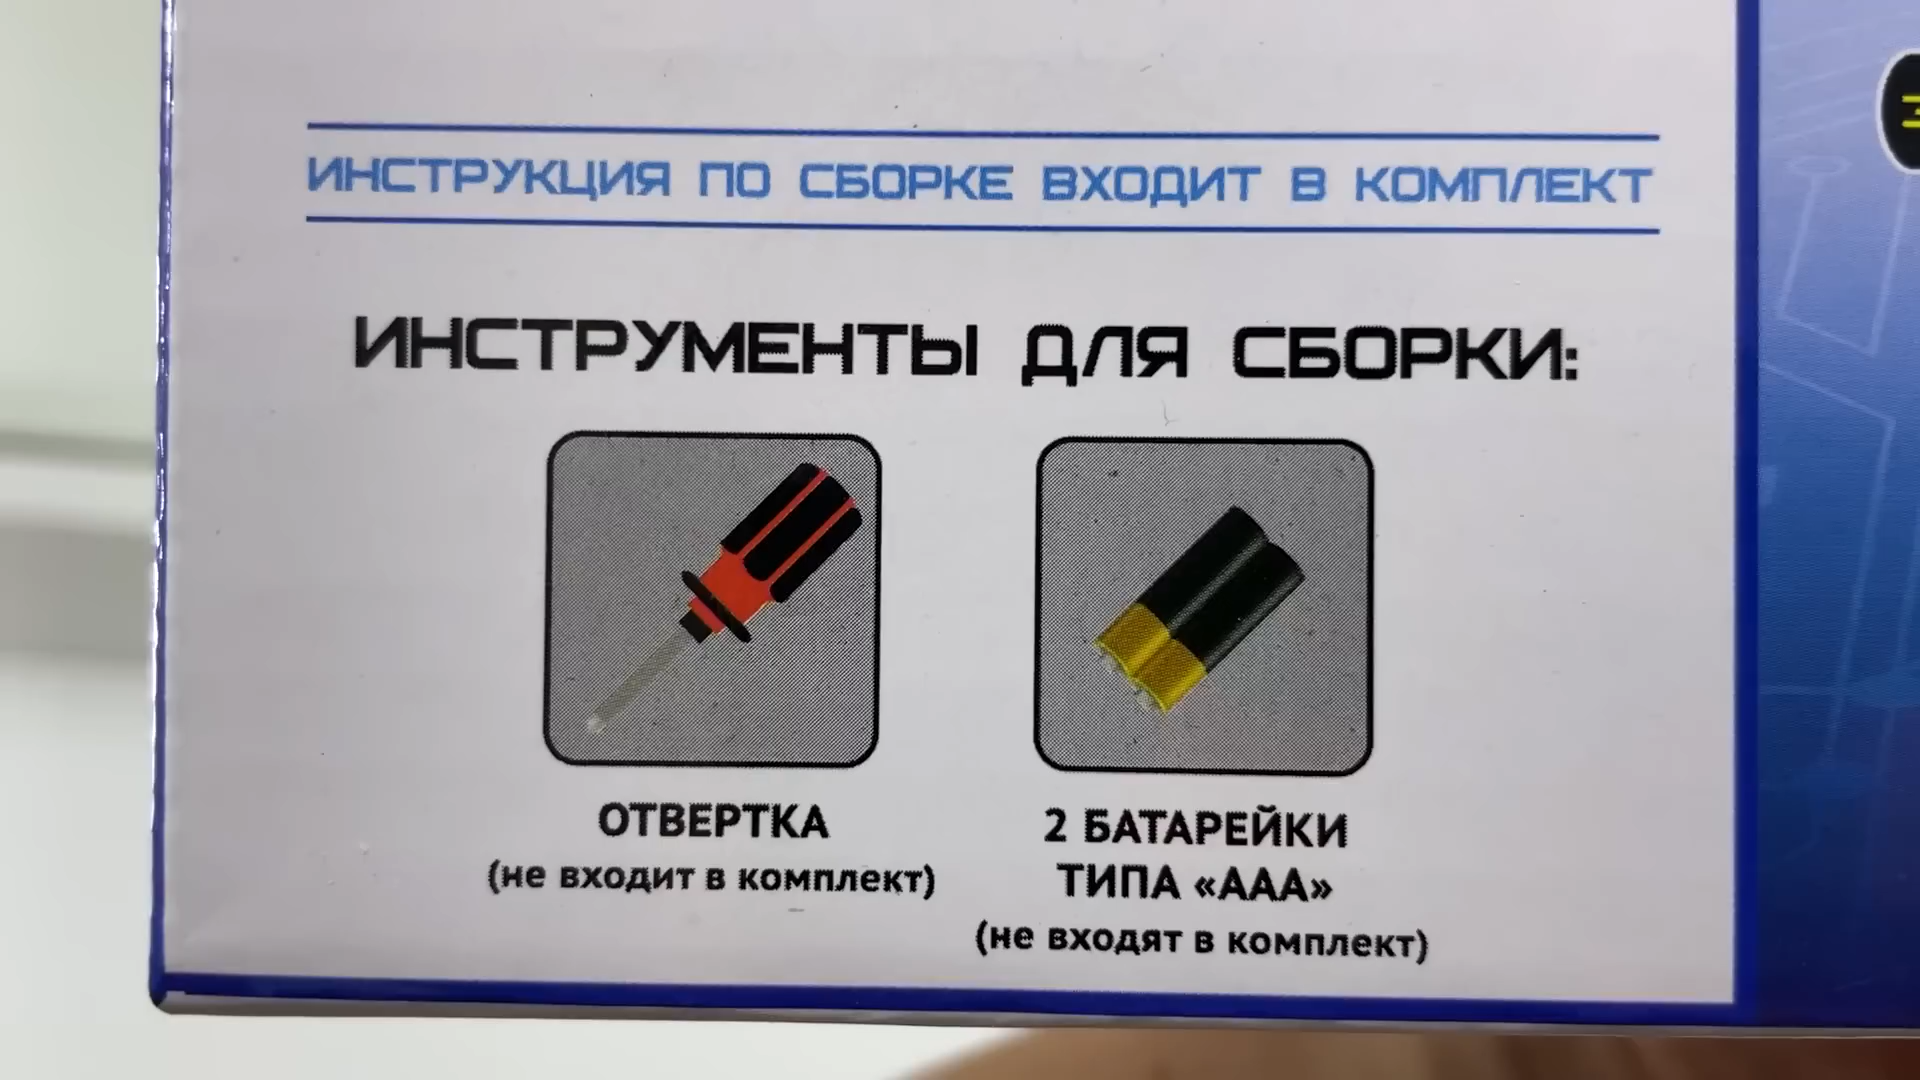 ИНСТРУКЦИЯ ПО СБОРКЕ ВХОДИТ В КОМПЛЕКТ
ИНСТРУМЕНТЫ ДЛЯ СБОРКИ:
ОТВЕРТКА
(не входит в комплект)
2 БАТАРЕЙКИ
ТИПА «ААА»
(не входят в комплект)